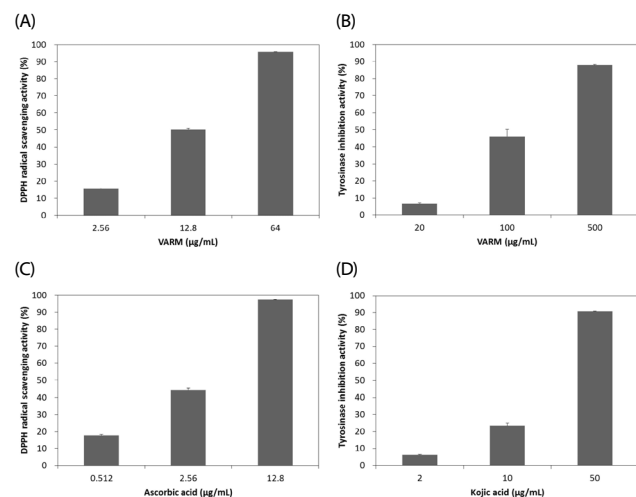 (A)
DPPH radical scavenging activity (%)
100
90
80
70
60
50
40
30
20
10
0
2.56 12.8 64
VARM (µg/mL)
(B)
Tyrosinase inhibition activity (%)
100
90
80
70
60
50
40
30
20
10
0
20 100 500
VARM (µg/mL)
(C)
DPPH radical scavenging activity (%)
100
90
80
70
60
50
40
30
20
10
0
0.512 2.56 12.8
Ascorbic acid (µg/mL)
(D)
Tyrosinase inhibition activity (%)
100
90
80
70
60
50
40
30
20
10
0
2 10 50
Kojic acid (µg/mL)